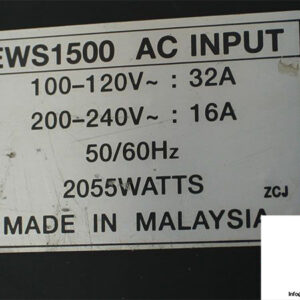 EWS1500 AC INPUT
100-120V~ : 32A
200-240V~ : 16A
50/60Hz
2055WATTS ZCJ
MADE IN MALAYSIA